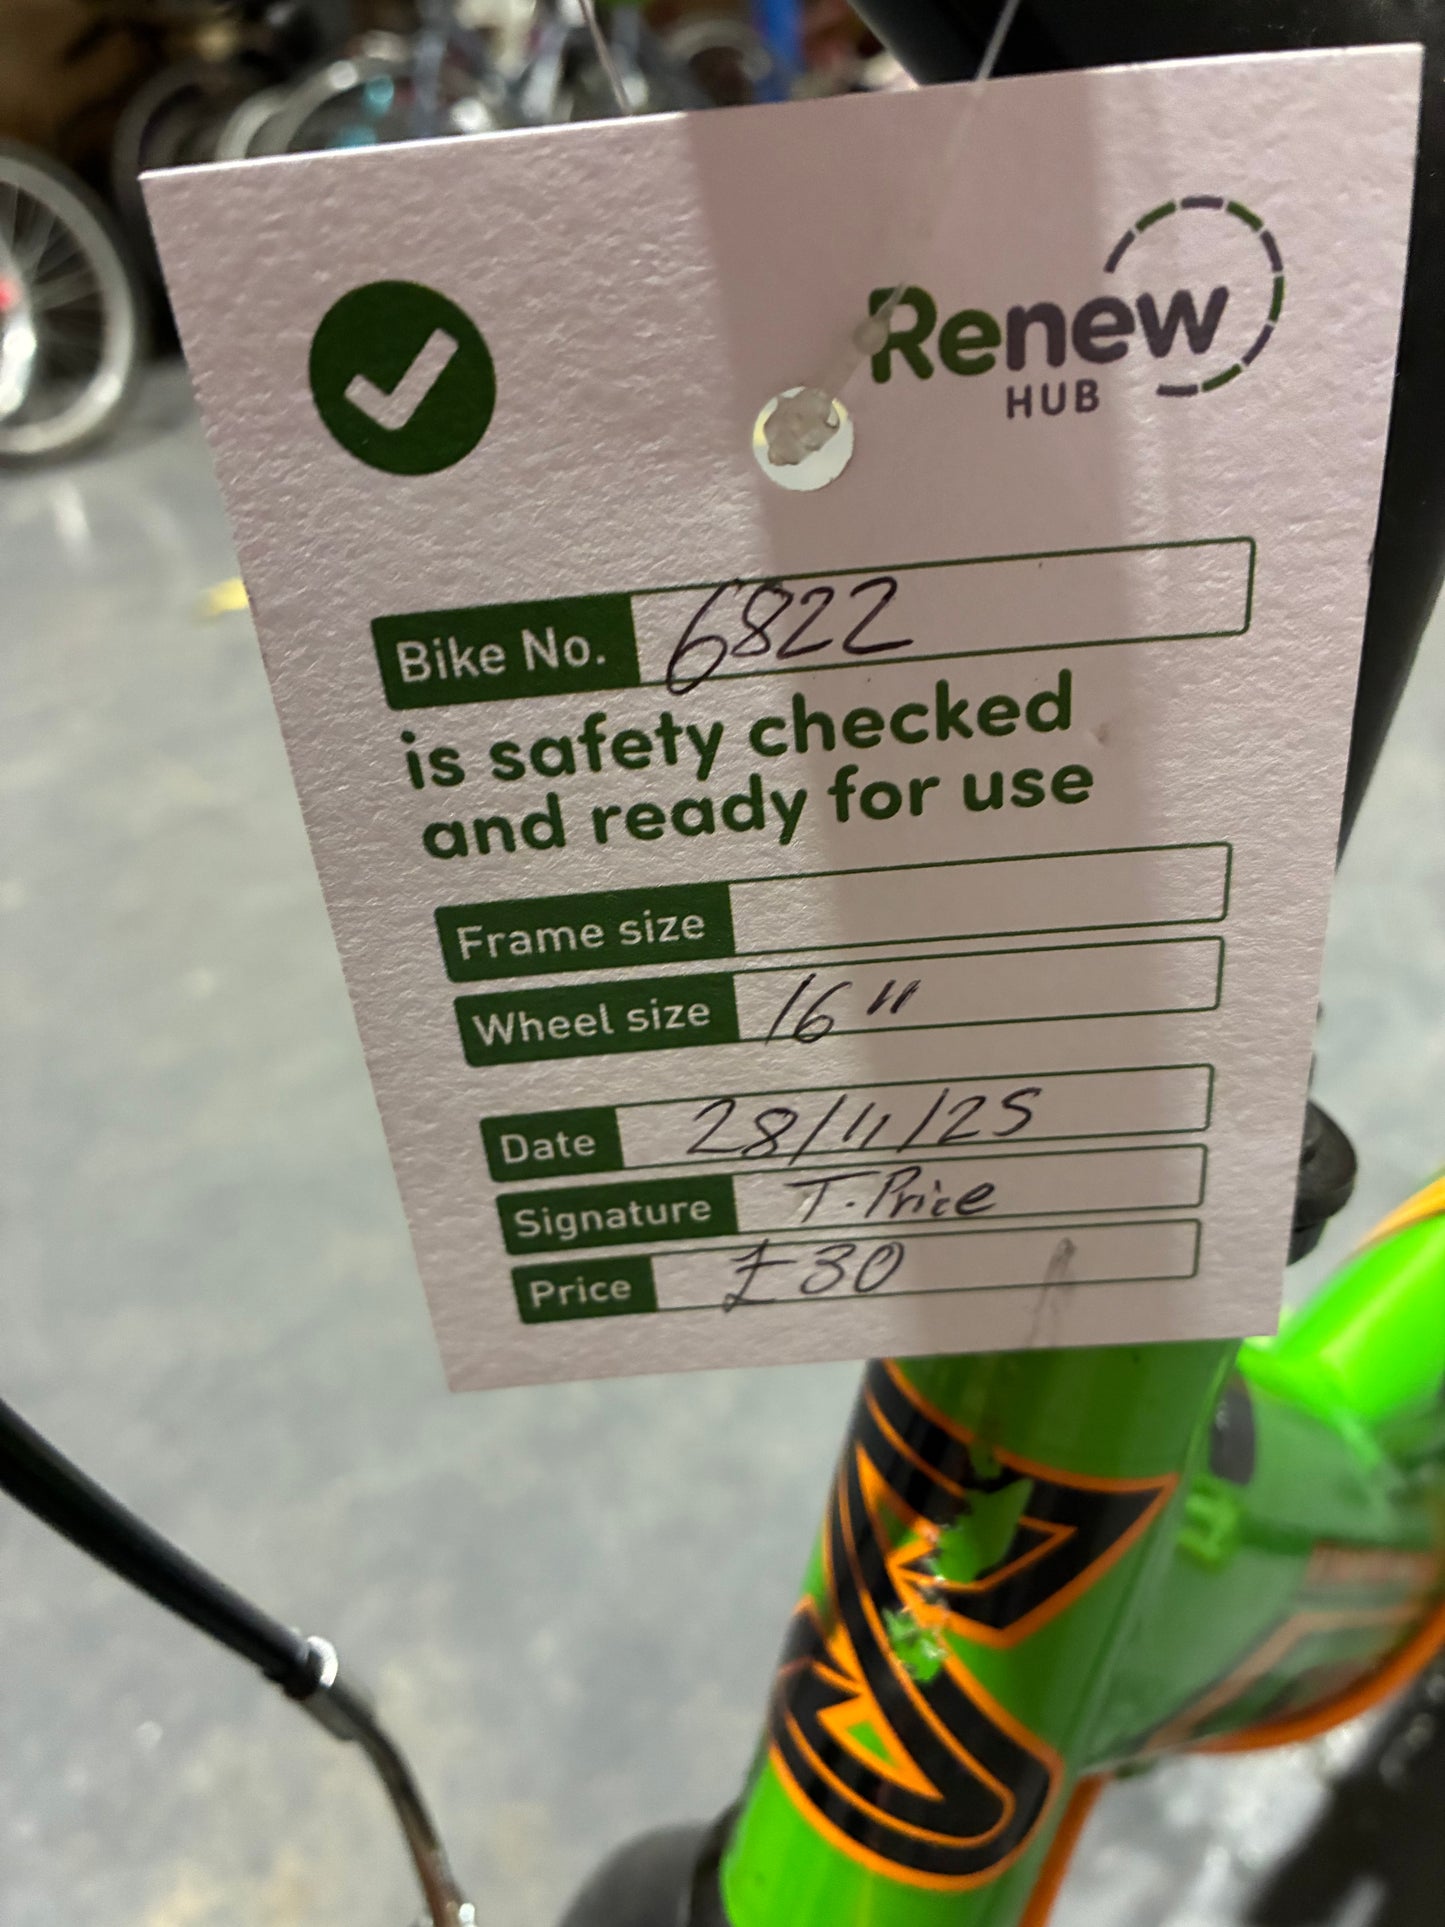 Renew
HUB
Bike No. 6822
is safety checked
and ready for use
Frame size
Wheel size 16"
Date 28/11/25
Signature T. Price
Price £30